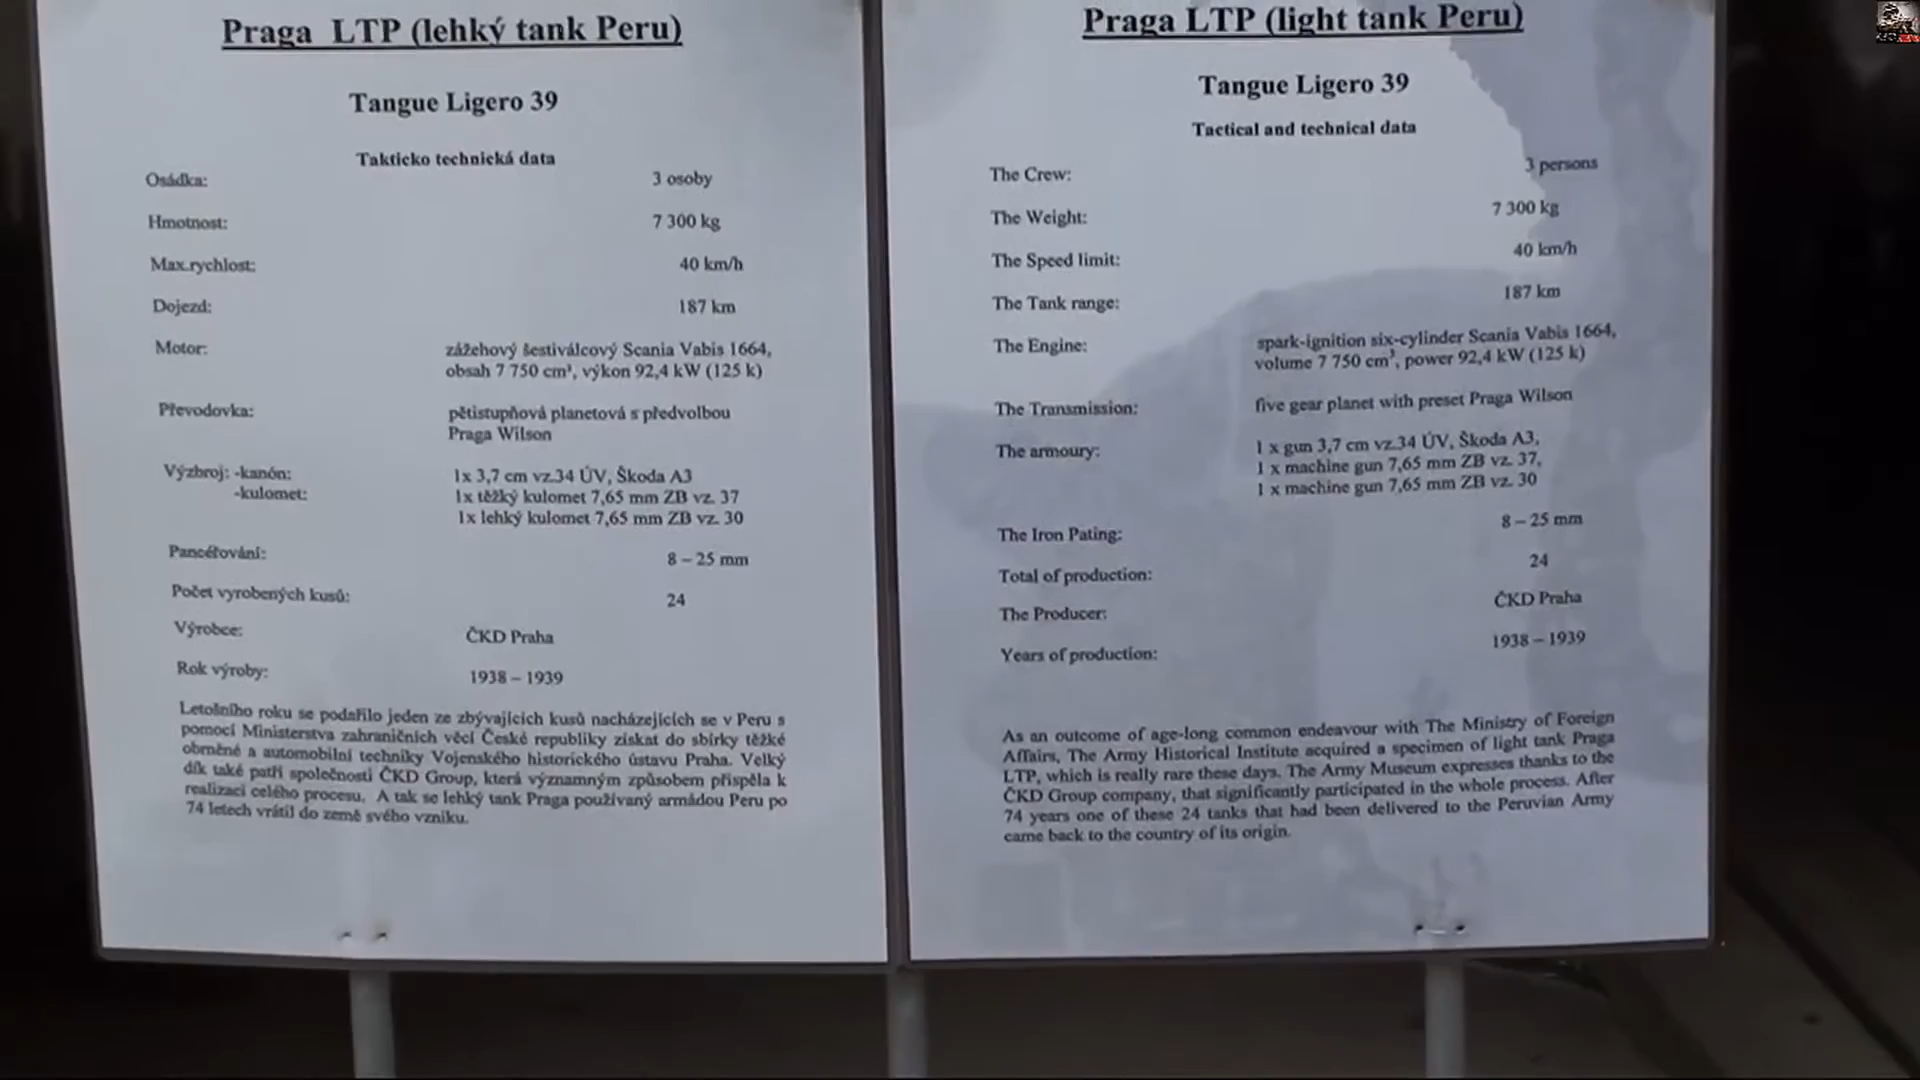 Praga LTP (lehký tank Peru)
Tangue Ligero 39
Takticko technická data
Osádka: 3 osoby
Hmotnost: 7 300 kg
Max.rychlost: 40 km/h
Dojezd: 187 km
Motor: zážehový šestiválcový Scania Vabis 1664,
obsah 7 750 cm³, výkon 92,4 kW (125 k)
Převodovka: pětistupňová planetová s předvolbou
Praga Wilson
Výzbroj: -kanón: 1x 3,7 cm vz.34 ÚV, Škoda A3
-kulomet: 1x těžký kulomet 7,65 mm ZB vz. 37
1x lehký kulomet 7,65 mm ZB vz. 30
Pancéřování: 8 – 25 mm
Počet vyrobených kusů: 24
Výrobce: ČKD Praha
Rok výroby: 1938 – 1939
Letošního roku se podařilo jeden ze zbývajících kusů nacházejících se v Peru s
pomocí Ministerstva zahraničních věcí České republiky získat do sbírky těžké
obrněné a automobilní techniky Vojenského historického ústavu Praha. Velký
dík také patří společnosti ČKD Group, která významným způsobem přispěla k
realizaci celého procesu. A tak se lehký tank Praga používaný armádou Peru po
74 letech vrátil do země svého vzniku.
Praga LTP (light tank Peru)
Tangue Ligero 39
Tactical and technical data
The Crew: 3 persons
The Weight: 7 300 kg
The Speed limit: 40 km/h
The Tank range: 187 km
The Engine: spark-ignition six-cylinder Scania Vabis 1664,
volume 7 750 cm³, power 92,4 kW (125 k)
The Transmission: five gear planet with preset Praga Wilson
The armoury: 1 x gun 3,7 cm vz.34 ÚV, Škoda A3,
1 x machine gun 7,65 mm ZB vz. 37,
1 x machine gun 7,65 mm ZB vz. 30
The Iron Pating: 8 – 25 mm
Total of production: 24
The Producer: ČKD Praha
Years of production: 1938 – 1939
As an outcome of age-long common endeavour with The Ministry of Foreign
Affairs, The Army Historical Institute acquired a specimen of light tank Praga
LTP, which is really rare these days. The Army Museum expresses thanks to the
ČKD Group company, that significantly participated in the whole process. After
74 years one of these 24 tanks that had been delivered to the Peruvian Army
came back to the country of its origin.